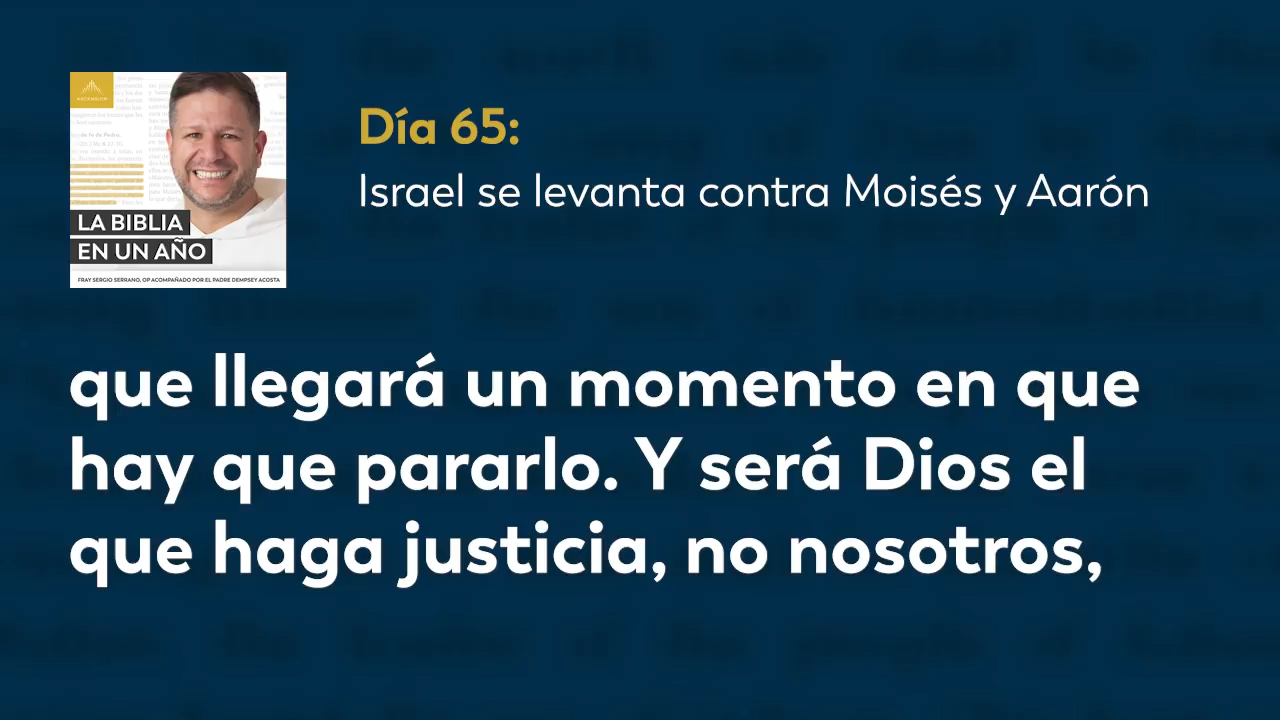 ASCENSION
LA BIBLIA
EN UN AÑO
FRAY SERGIO SERRANO, OP ACOMPAÑADO POR EL PADRE DEMPSEY ACOSTA
Día 65:
Israel se levanta contra Moisés y Aarón
que llegará un momento en que
hay que pararlo. Y será Dios el
que haga justicia, no nosotros,